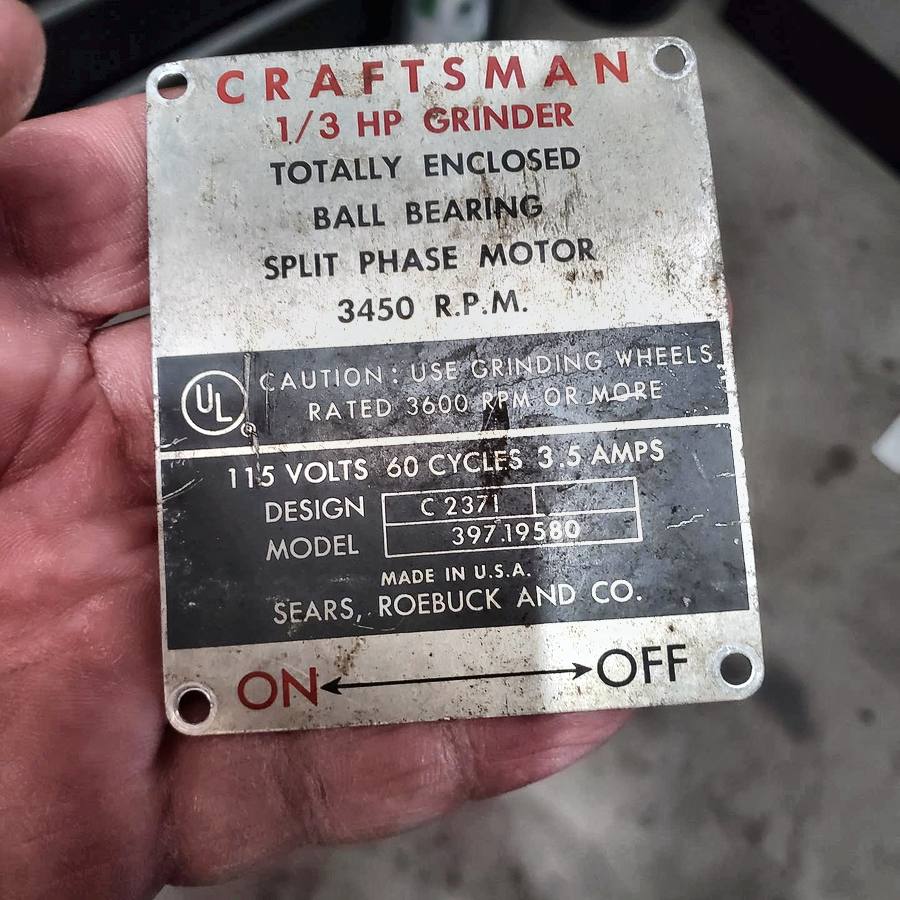 CRAFTSMAN
1/3 HP GRINDER
TOTALLY ENCLOSED
BALL BEARING
SPLIT PHASE MOTOR
3450 R.P.M.
UL
CAUTION: USE GRINDING WHEELS
RATED 3600 RPM OR MORE
115 VOLTS 60 CYCLES 3.5 AMPS
DESIGN C 2371
MODEL 397.19580
MADE IN U.S.A.
SEARS, ROEBUCK AND CO.
ON OFF